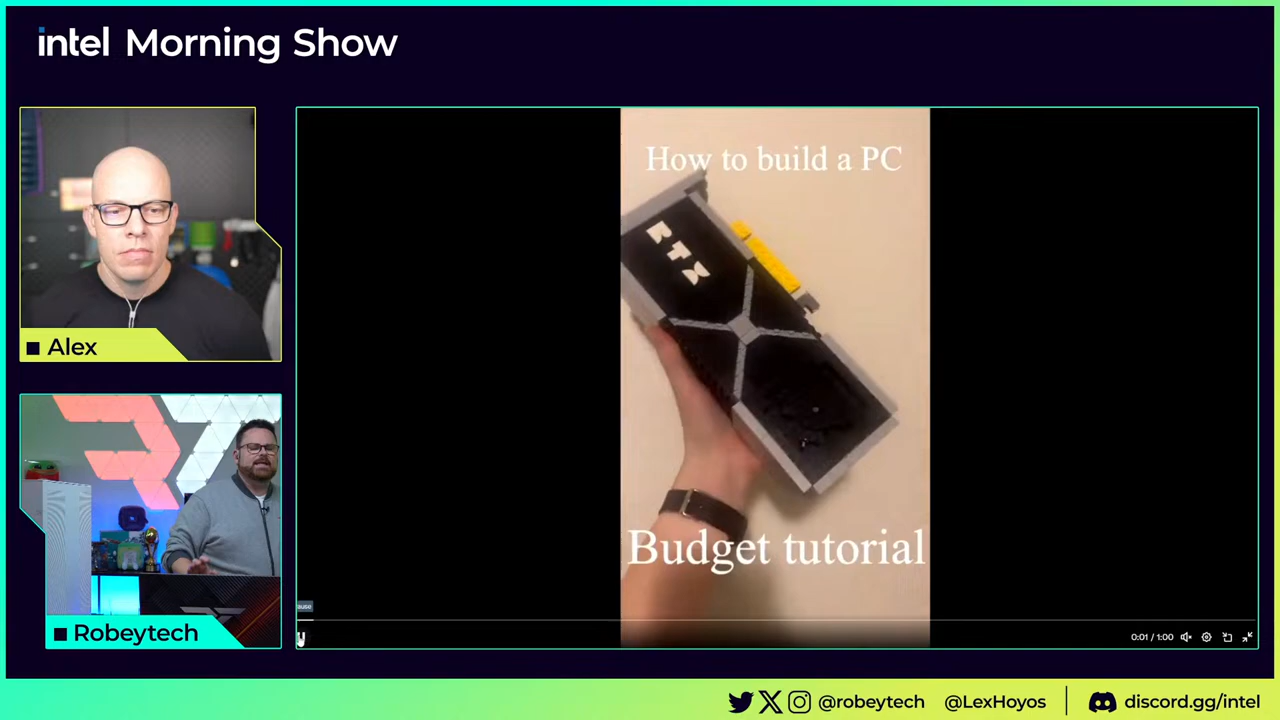 intel Morning Show
Alex
Robeytech
How to build a PC
RTX
Budget tutorial
0:01 / 1:00
@robeytech @LexHoyos discord.gg/intel